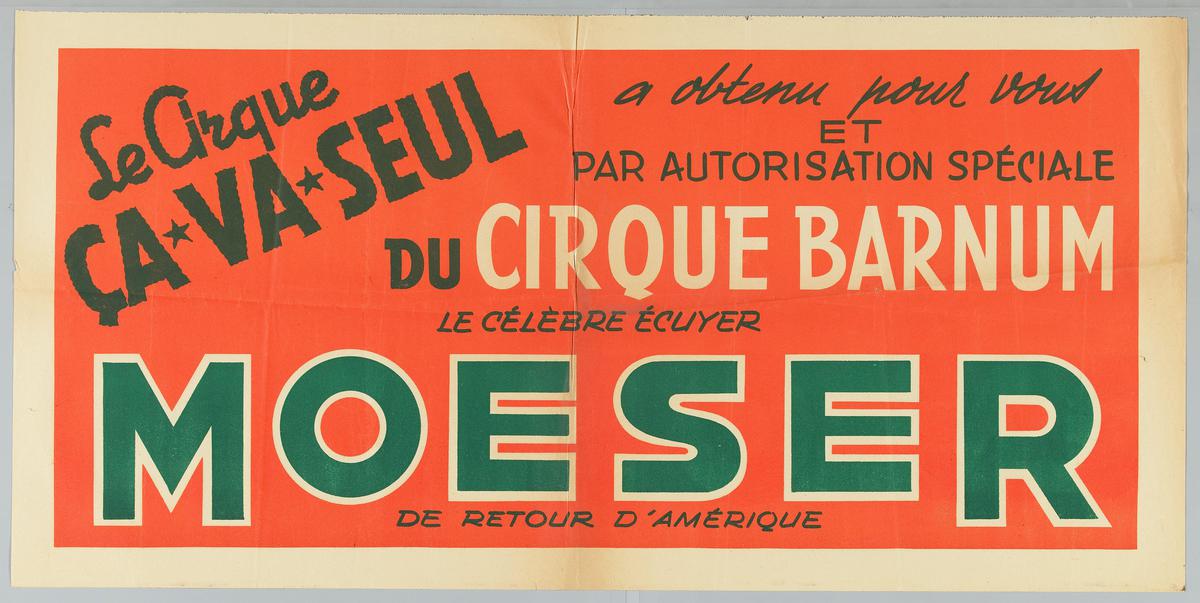 Le Cirque
ÇA★VA★SEUL
a obtenu pour vous
ET
PAR AUTORISATION SPÉCIALE
DU CIRQUE BARNUM
LE CÉLÈBRE ÉCUYER
MOESER
DE RETOUR D'AMÉRIQUE